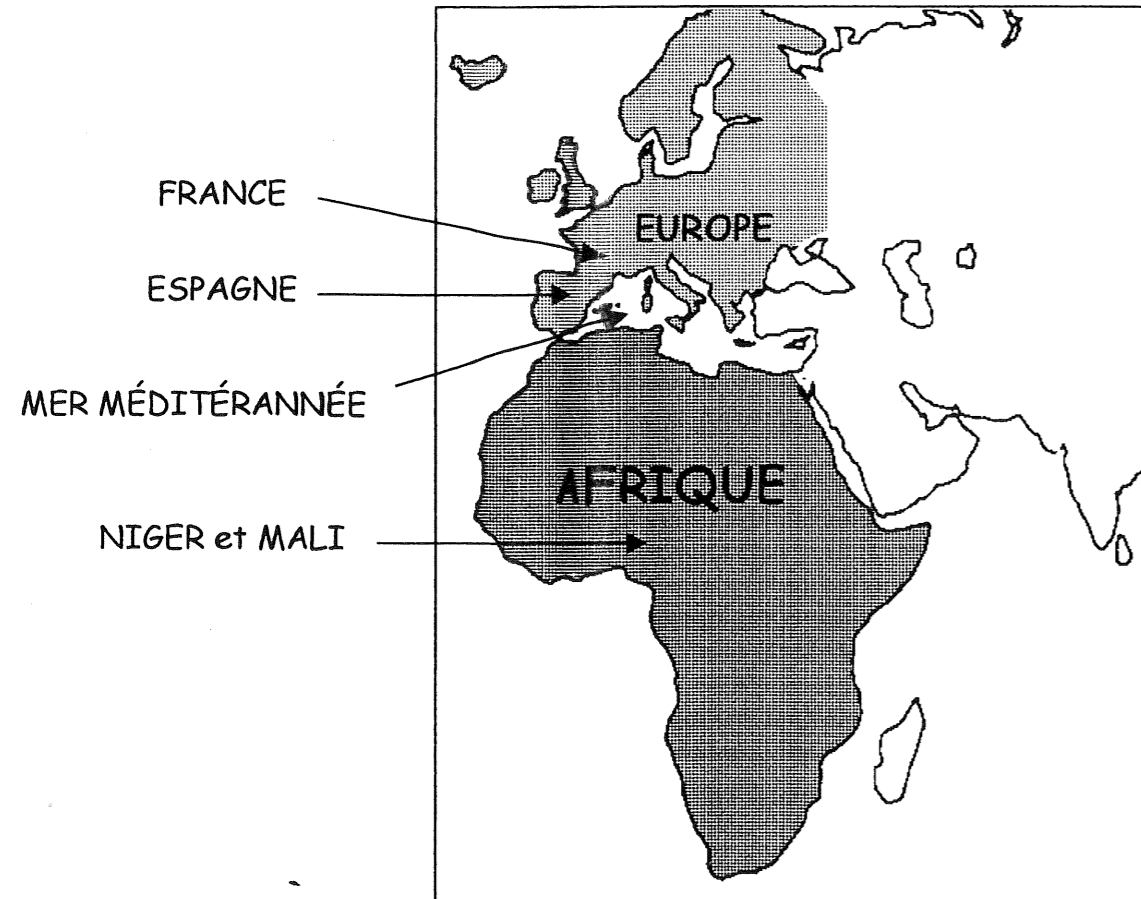 FRANCE
EUROPE
ESPAGNE
MER MÉDITÉRANNÉE
AFRIQUE
NIGER et MALI